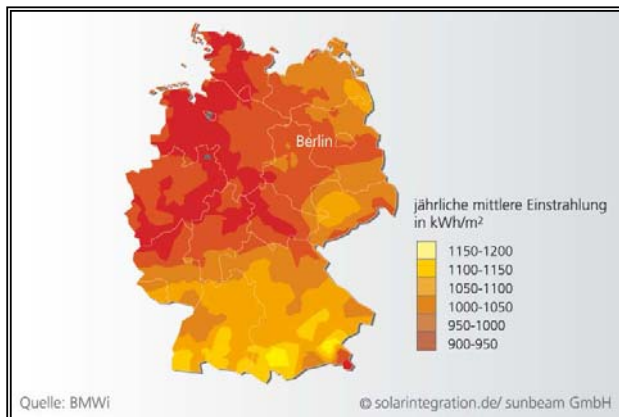 Berlin
jährliche mittlere Einstrahlung
in kWh/m²
1150-1200
1100-1150
1050-1100
1000-1050
950-1000
900-950
Quelle: BMWi
© solarintegration.de/ sunbeam GmbH